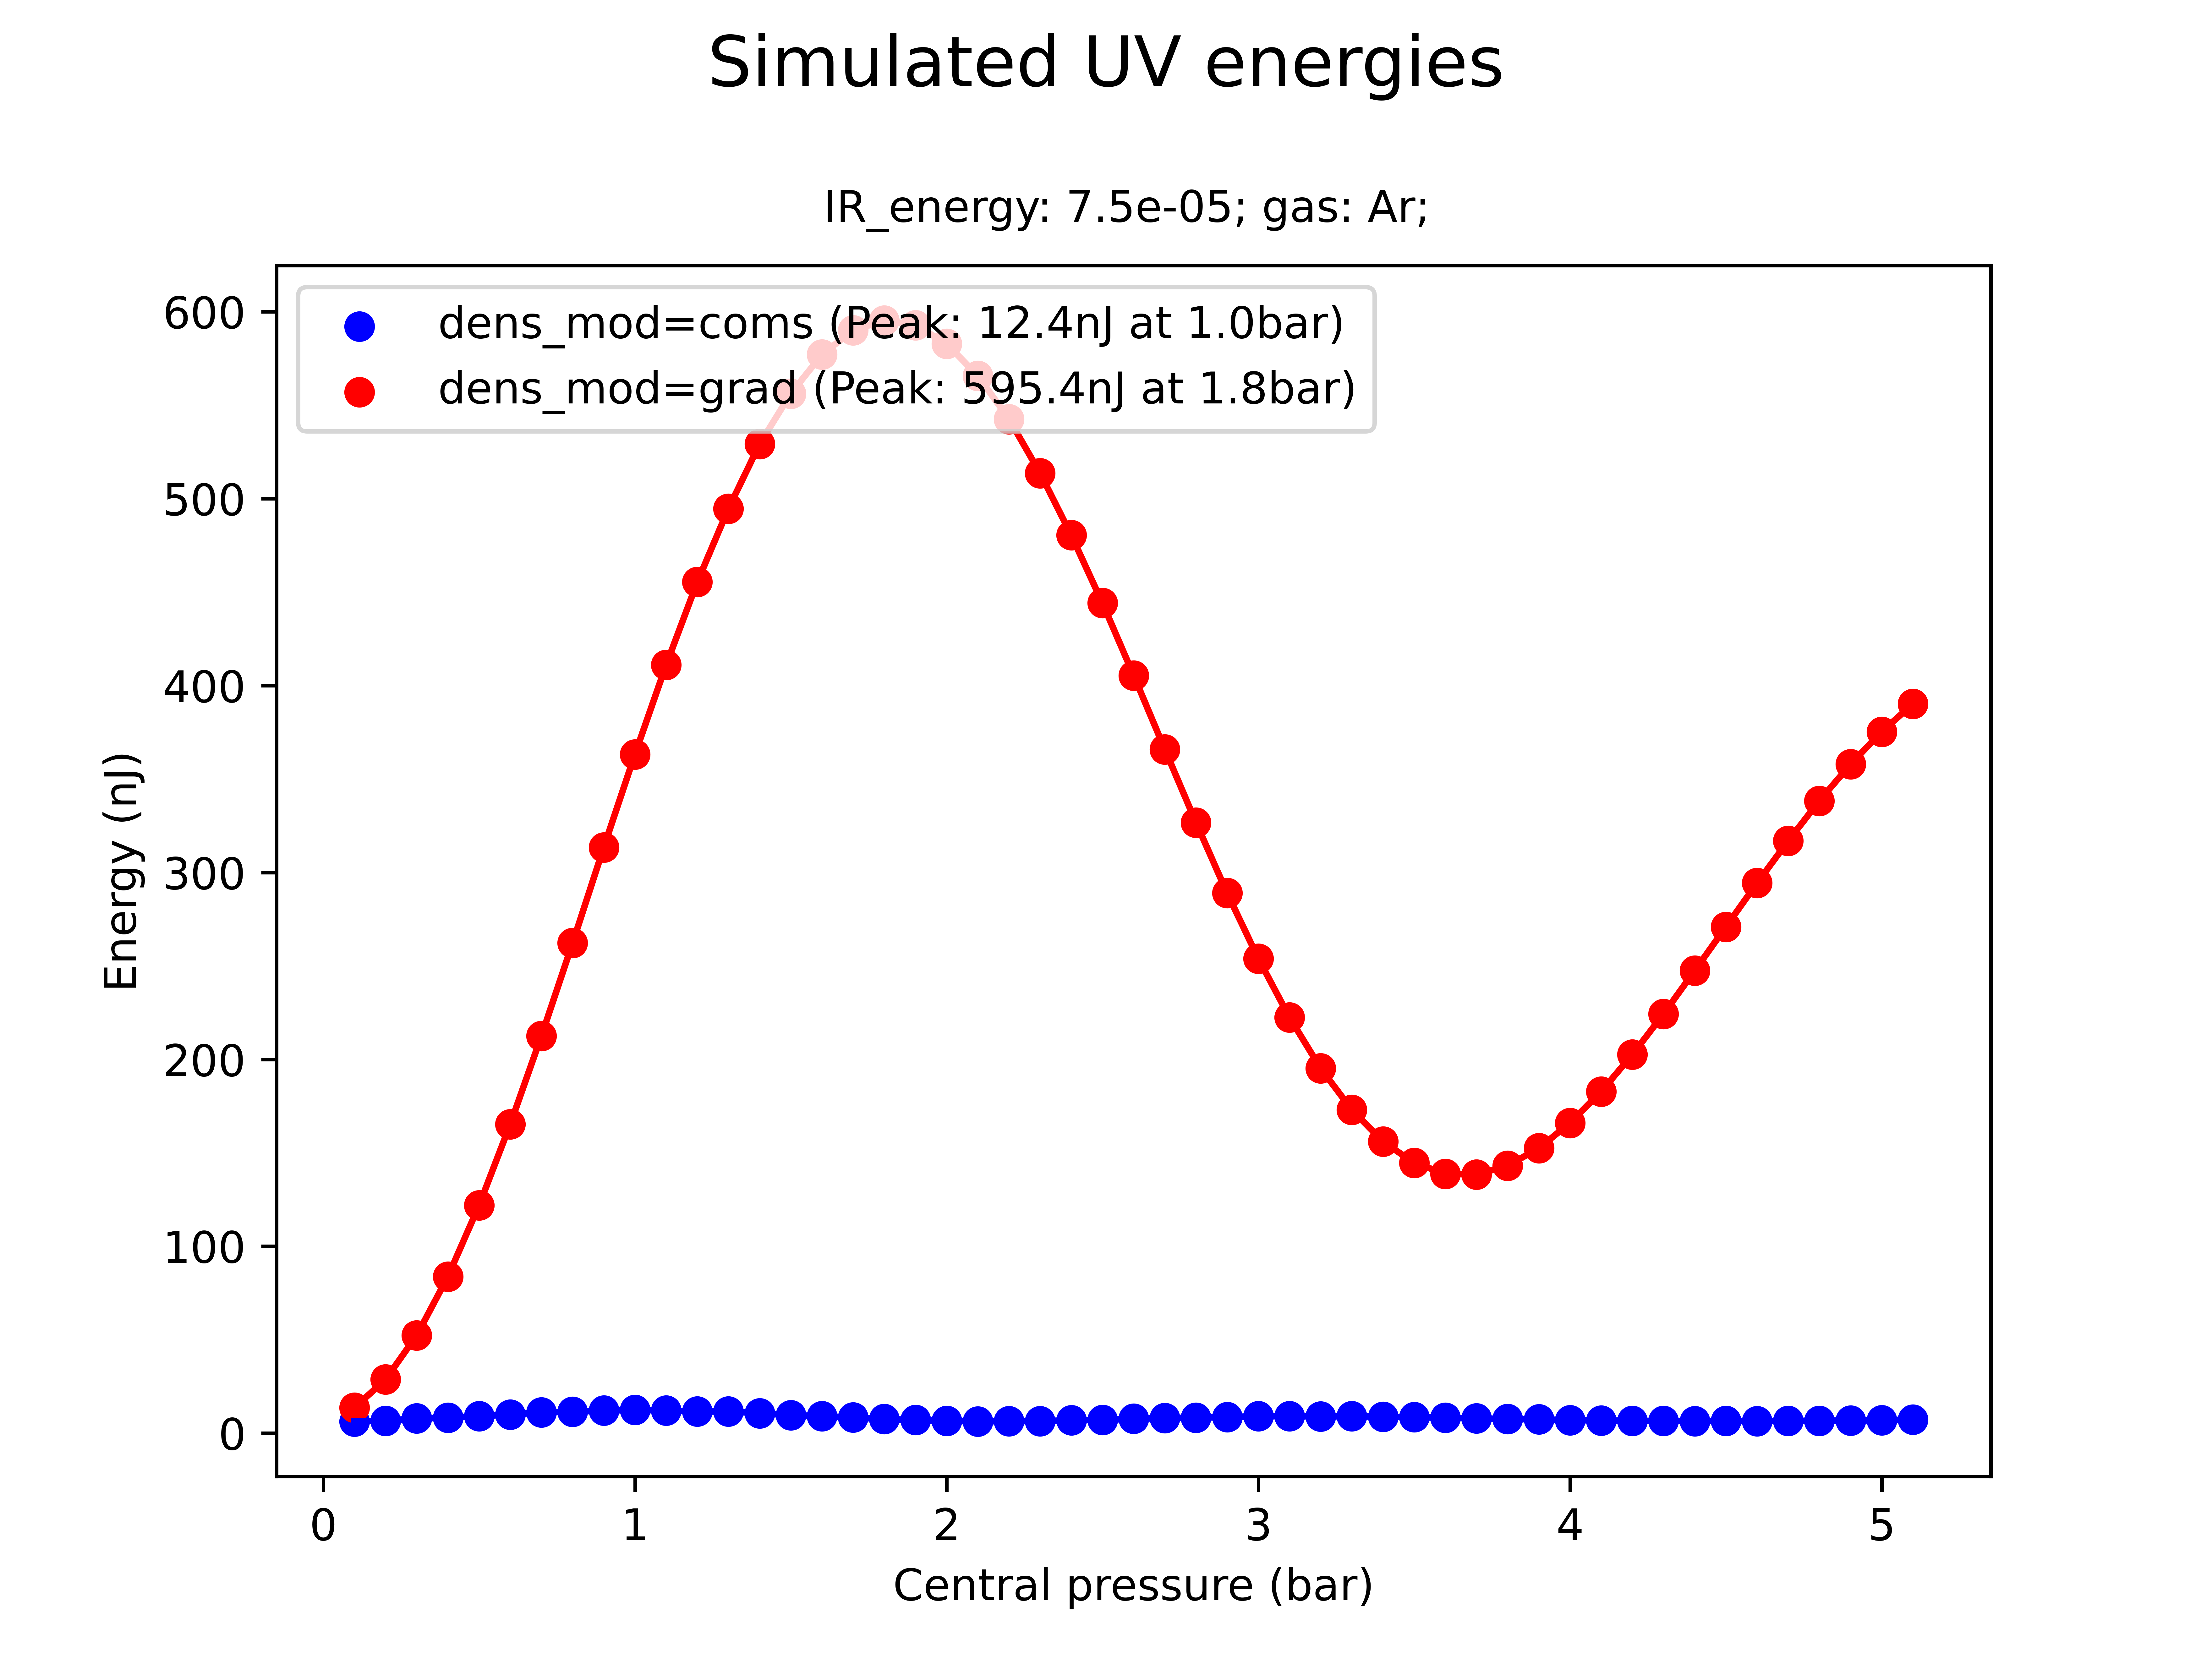 Simulated UV energies
IR_energy: 7.5e-05; gas: Ar;
dens_mod=coms (Peak: 12.4nJ at 1.0bar)
dens_mod=grad (Peak: 595.4nJ at 1.8bar)
600
500
400
300
200
100
0
Energy (nJ)
0 1 2 3 4 5
Central pressure (bar)